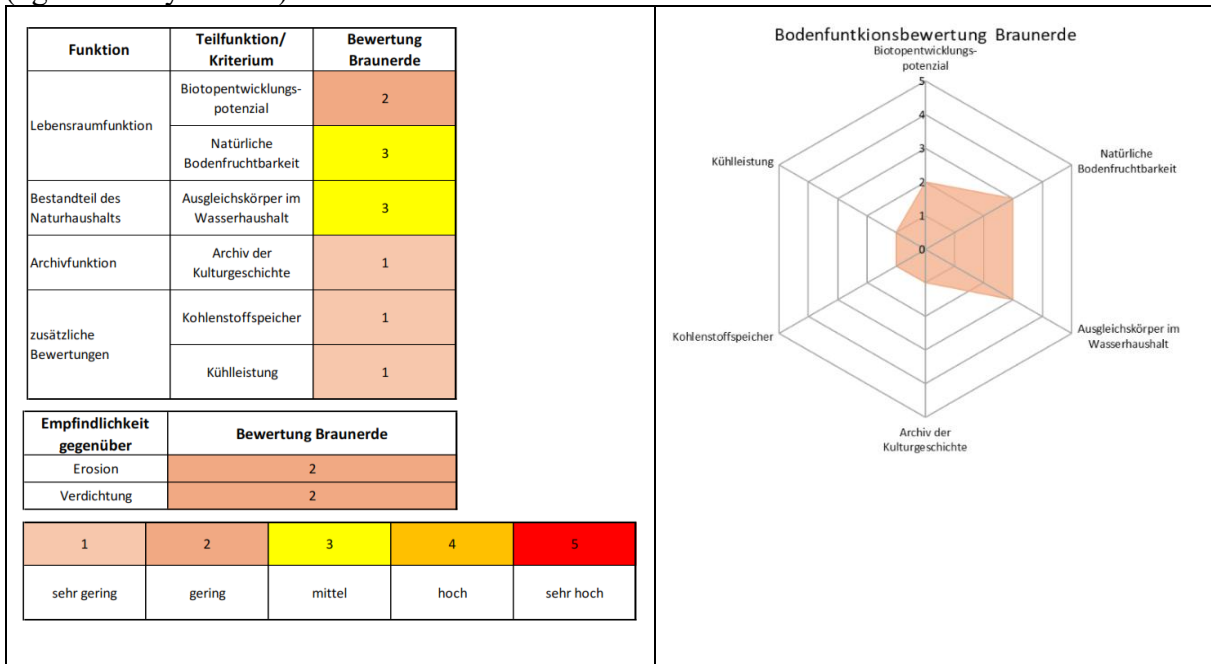 Funktion
Teilfunktion/
Kriterium
Bewertung
Braunerde
Lebensraumfunktion
Biotopentwicklungs-
potenzial
2
Natürliche
Bodenfruchtbarkeit
3
Bestandteil des
Naturhaushalts
Ausgleichskörper im
Wasserhaushalt
3
Archivfunktion
Archiv der
Kulturgeschichte
1
zusätzliche
Bewertungen
Kohlenstoffspeicher
1
Kühlleistung
1
Empfindlichkeit
gegenüber
Bewertung Braunerde
Erosion
2
Verdichtung
2
1
2
3
4
5
sehr gering
gering
mittel
hoch
sehr hoch
Bodenfuntkionsbewertung Braunerde
Biotopentwicklungs-
potenzial
5
4
3
2
1
0
Natürliche
Bodenfruchtbarkeit
Ausgleichskörper im
Wasserhaushalt
Archiv der
Kulturgeschichte
Kohlenstoffspeicher
Kühlleistung